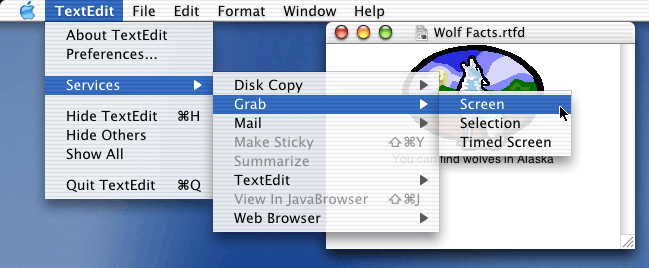 TextEdit File Edit Format Window Help
Wolf Facts.rtfd
About TextEdit
Preferences...
Services
Hide TextEdit ⌘H
Hide Others
Show All
Quit TextEdit ⌘Q
Disk Copy
Grab
Mail
Make Sticky ⇧⌘Y
Summarize
TextEdit
View In JavaBrowser ⇧⌘J
Web Browser
Screen
Selection
Timed Screen
You can find wolves in Alaska